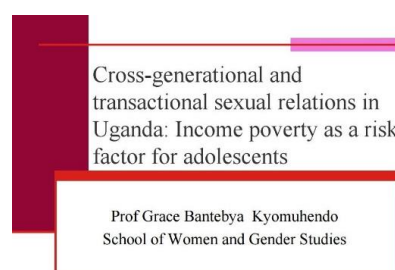 Cross-generational and
transactional sexual relations in
Uganda: Income poverty as a risk
factor for adolescents
Prof Grace Bantebya Kyomuhendo
School of Women and Gender Studies